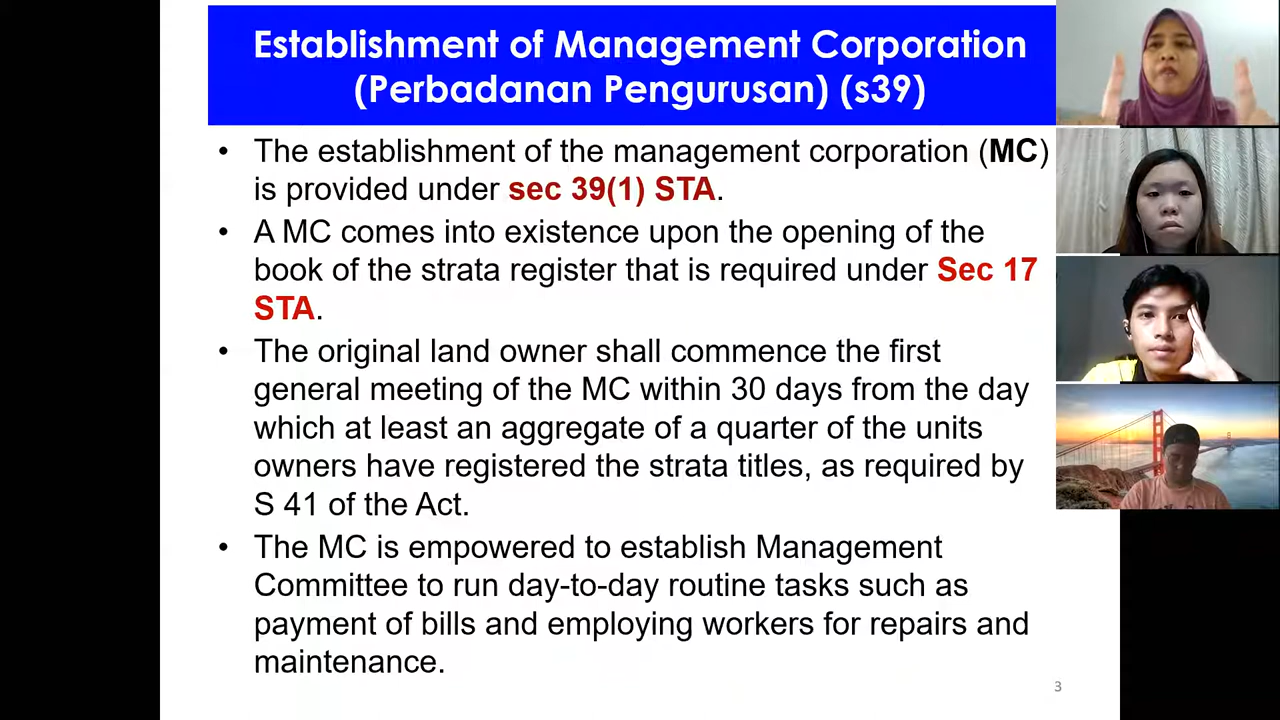 Establishment of Management Corporation
(Perbadanan Pengurusan) (s39)
• The establishment of the management corporation (MC)
is provided under sec 39(1) STA.
• A MC comes into existence upon the opening of the
book of the strata register that is required under Sec 17
STA.
• The original land owner shall commence the first
general meeting of the MC within 30 days from the day
which at least an aggregate of a quarter of the units
owners have registered the strata titles, as required by
S 41 of the Act.
• The MC is empowered to establish Management
Committee to run day-to-day routine tasks such as
payment of bills and employing workers for repairs and
maintenance.
3